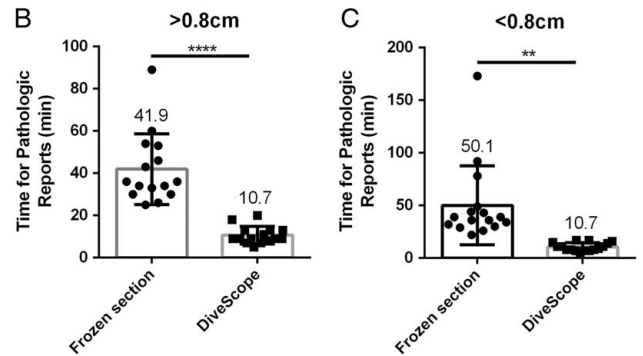 B
>0.8cm
Time for Pathologic
Reports (min)
100
80
60
40
20
0
****
41.9
10.7
Frozen section
DiveScope
C
<0.8cm
Time for Pathologic
Reports (min)
200
150
100
50
0
**
50.1
10.7
Frozen section
DiveScope